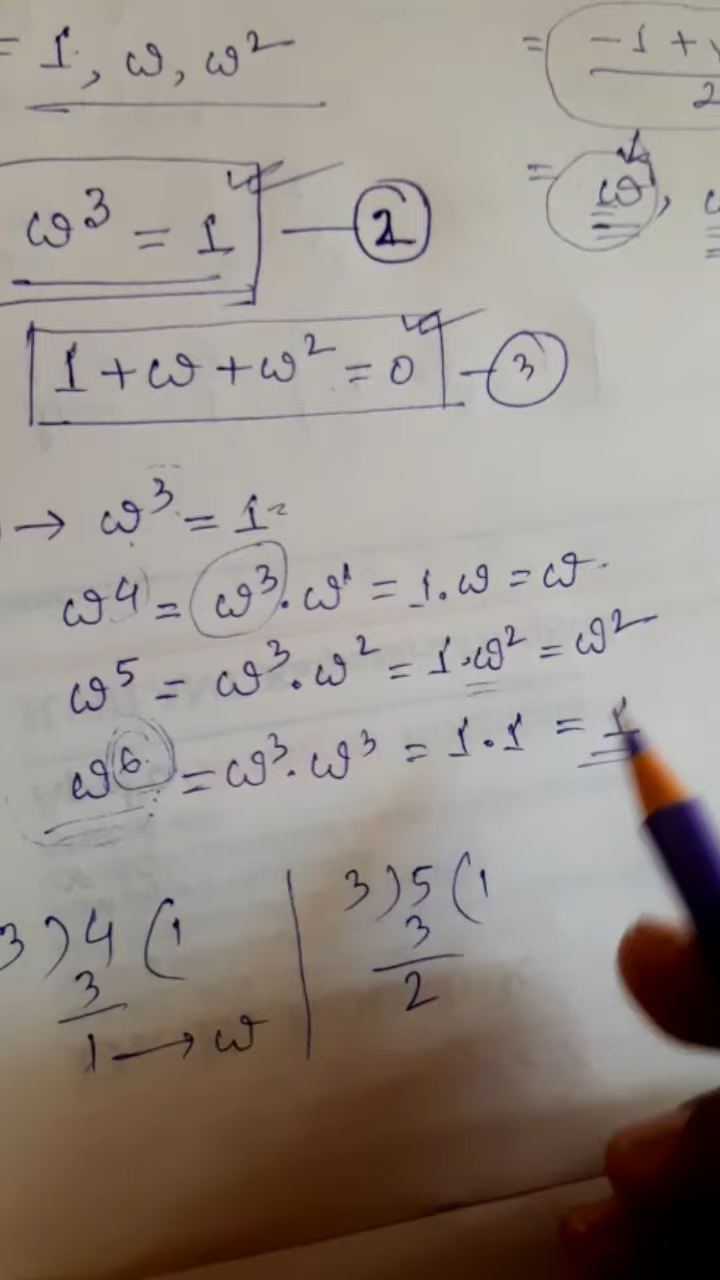 = 1, ω, ω²
= -1 +
2
ω³ = 1 — 2
= ω,
1 + ω + ω² = 0 — 3
→ ω³ = 1
ω4 = ω³. ω¹ = 1. ω = ω
ω5 = ω³. ω² = 1. ω² = ω²
ω6 = ω³. ω³ = 1. 1 = 1
3)4(1
3
1 → ω
3)5(1
3
2